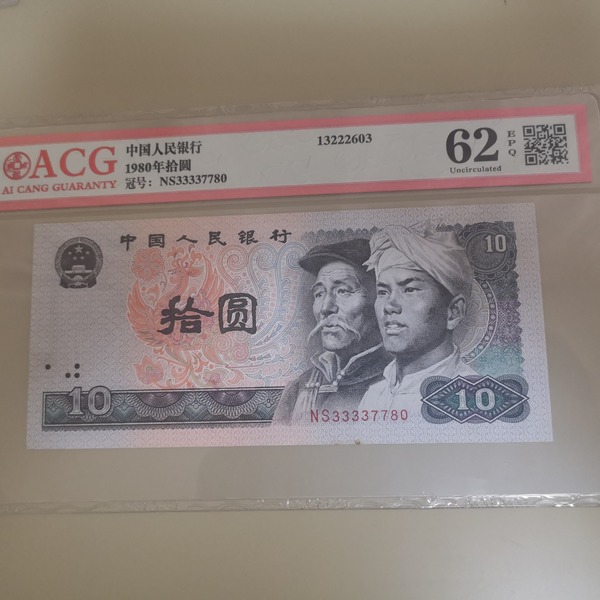 ACG
AI CANG GUARANTY
中国人民银行
1980年拾圆
冠号: NS33337780
13222603
62
EPQ
Uncirculated
中国人民银行
10
拾圆
NS33337780
10
10